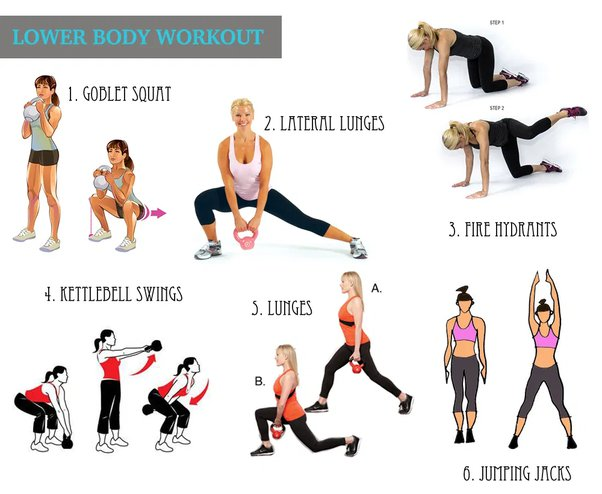 LOWER BODY WORKOUT
1. GOBLET SQUAT
2. LATERAL LUNGES
STEP 1
STEP 2
3. FIRE HYDRANTS
4. KETTLEBELL SWINGS
5. LUNGES
A.
B.
6. JUMPING JACKS